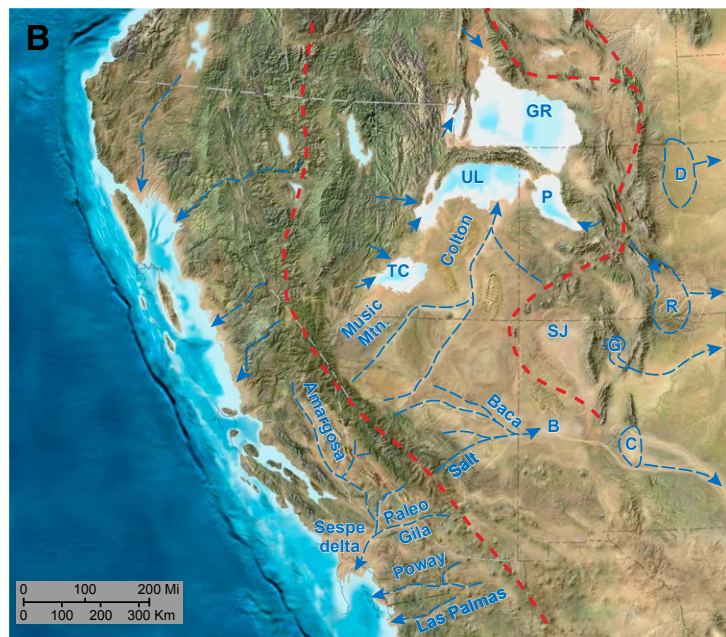 B
GR
D
UL
P
Colton
TC
R
Music
Mtn.
SJ
G
Amargosa
Baca
B
C
Salt
Paleo
Gila
Sespe
delta
Poway
Las Palmas
0 100 200 Mi
0 100 200 300 Km